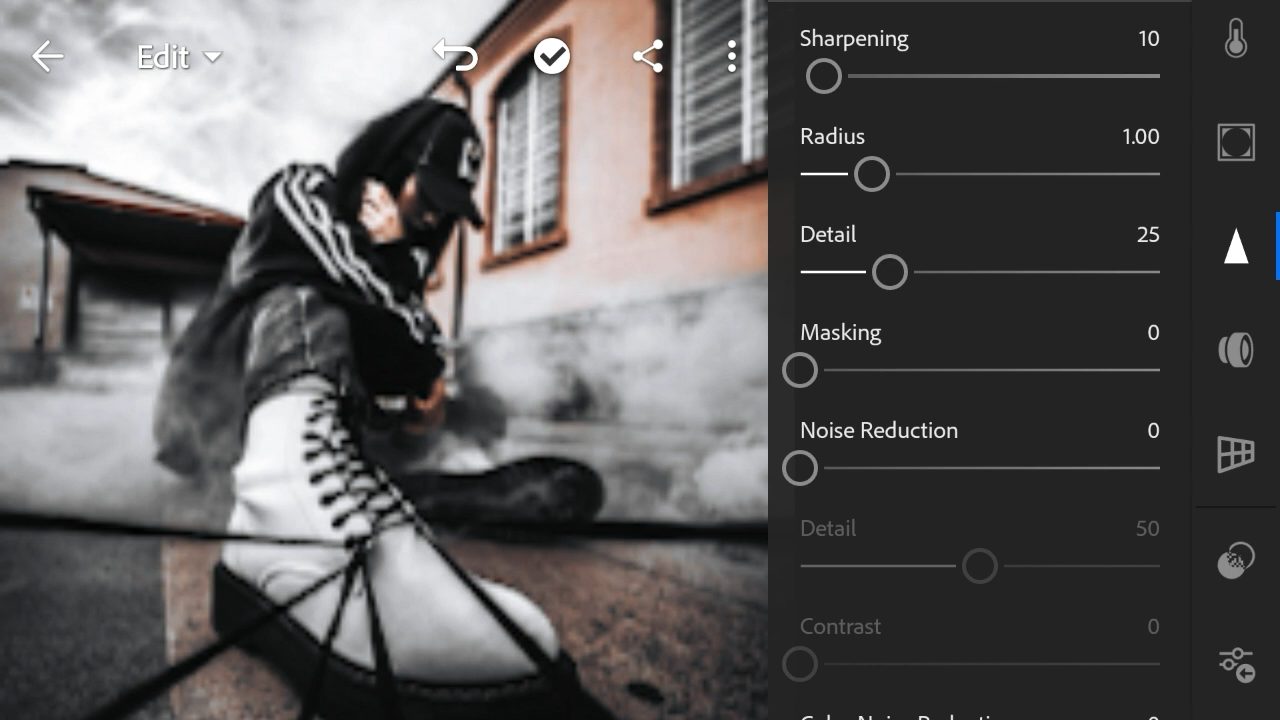 Edit
Sharpening 10
Radius 1.00
Detail 25
Masking 0
Noise Reduction 0
Detail 50
Contrast 0